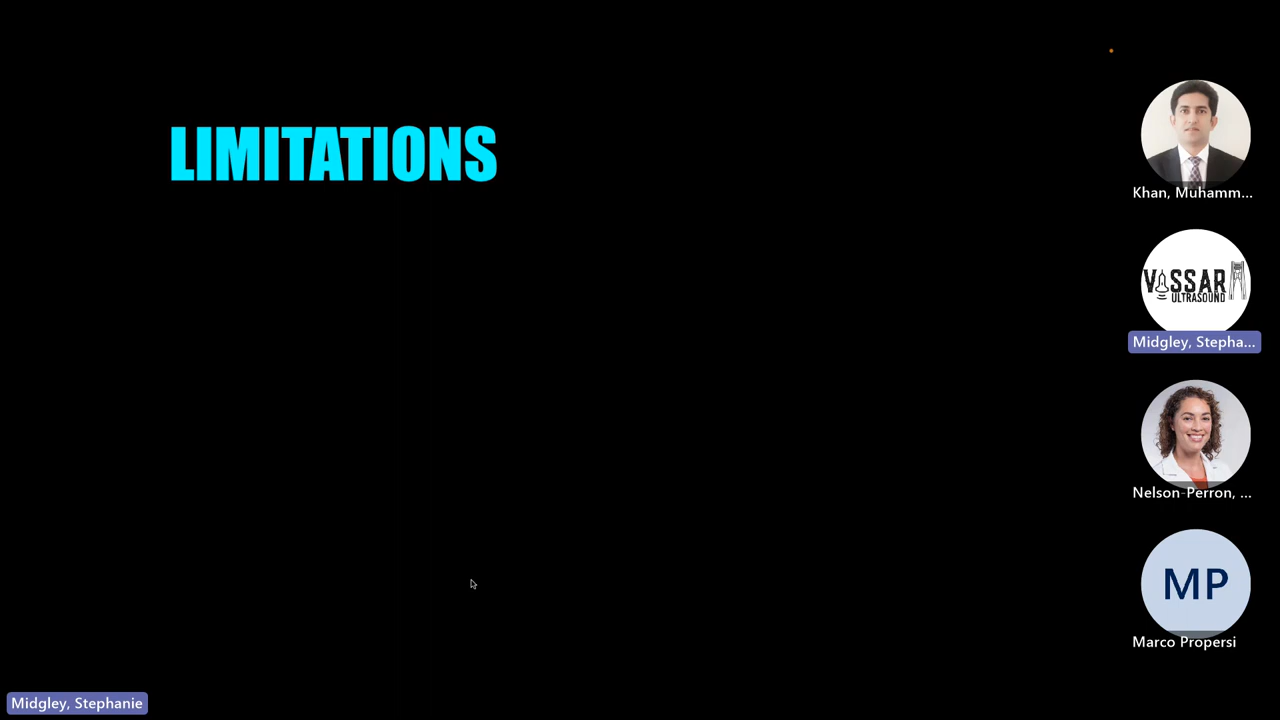 LIMITATIONS
Khan, Muhamm...
VASSAR
ULTRASOUND
Midgley, Stepha...
Nelson-Perron, ...
MP
Marco Propersi
Midgley, Stephanie